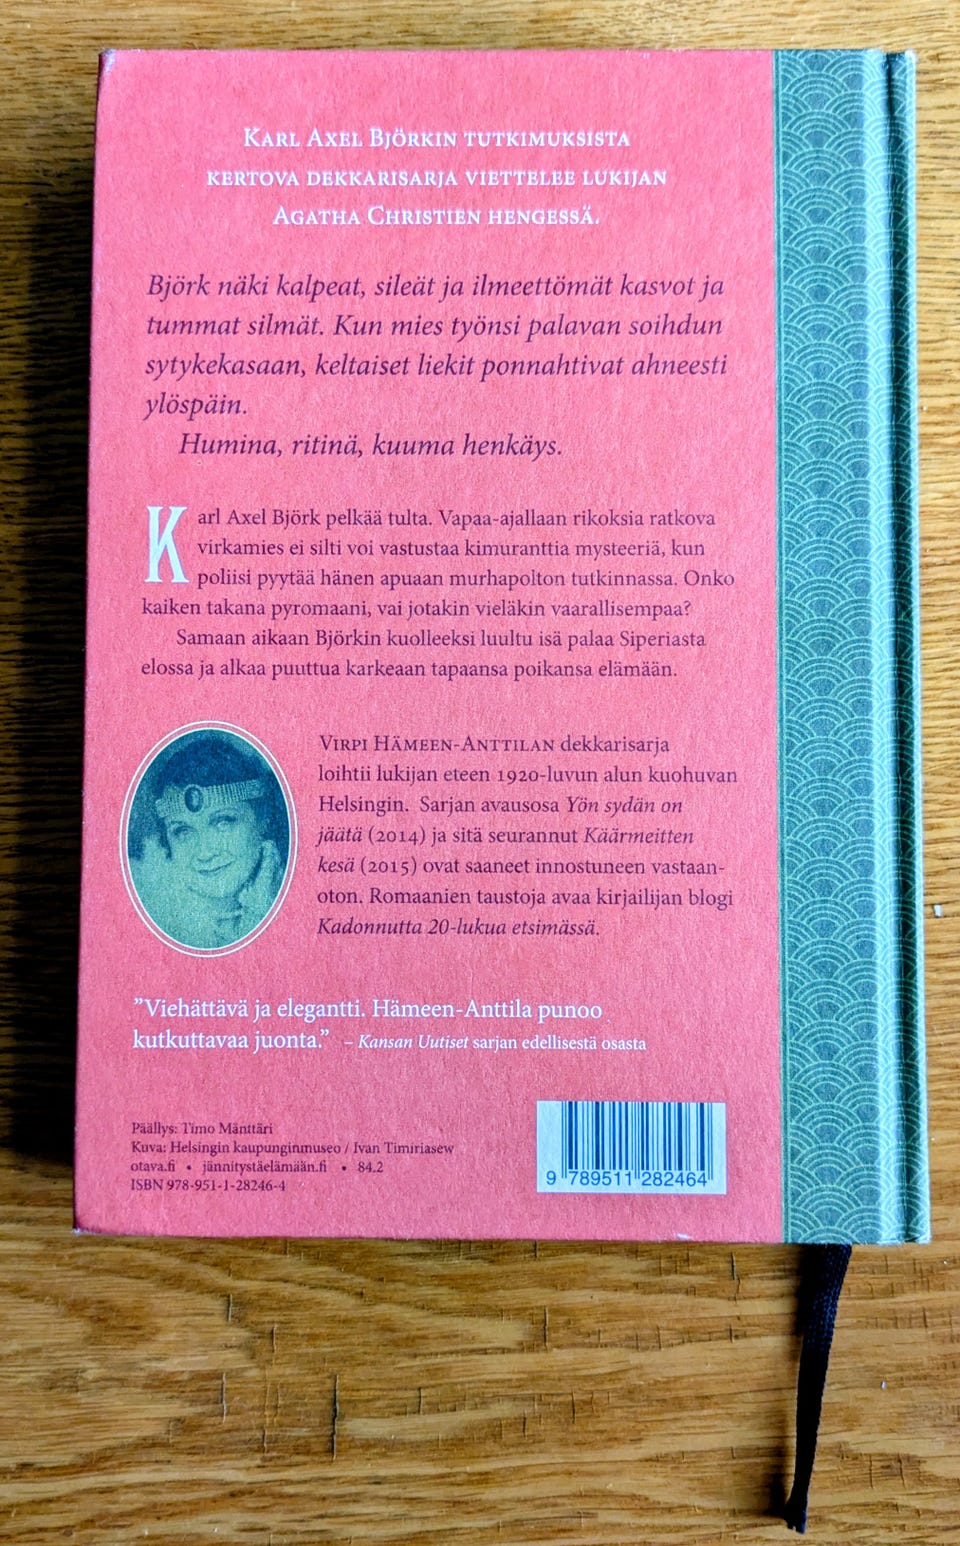 Karl Axel Björkin tutkimuksista
kertova dekkarisarja viettelee lukijan
Agatha Christien hengessä.
Björk näki kalpeat, sileät ja ilmeettömät kasvot ja
tummat silmät. Kun mies työnsi palavan soihdun
sytykekasaan, keltaiset liekit ponnahtivat ahneesti
ylöspäin.
Humina, ritinä, kuuma henkäys.
Karl Axel Björk pelkää tulta. Vapaa-ajallaan rikoksia ratkova
virkamies ei silti voi vastustaa kimuranttia mysteeriä, kun
poliisi pyytää hänen apuaan murhapolton tutkinnassa. Onko
kaiken takana pyromaani, vai jotakin vieläkin vaarallisempaa?
Samaan aikaan Björkin kuolleeksi luultu isä palaa Siperiasta
elossa ja alkaa puuttua karkeaan tapaansa poikansa elämään.
Virpi Hämeen-Anttilan dekkarisarja
loihtii lukijan eteen 1920-luvun alun kuohuvan
Helsingin. Sarjan avausosa Yön sydän on
jäätä (2014) ja sitä seurannut Käärmeitten
kesä (2015) ovat saaneet innostuneen vastaan-
oton. Romaanien taustoja avaa kirjailijan blogi
Kadonnutta 20-lukua etsimässä.
”Viehättävä ja elegantti. Hämeen-Anttila punoo
kutkuttavaa juonta.” – Kansan Uutiset sarjan edellisestä osasta
Päällys: Timo Mänttäri
Kuva: Helsingin kaupunginmuseo / Ivan Timiriasew
otava.fi • jännitystäelämään.fi • 84.2
ISBN 978-951-1-28246-4
9 789511 282464